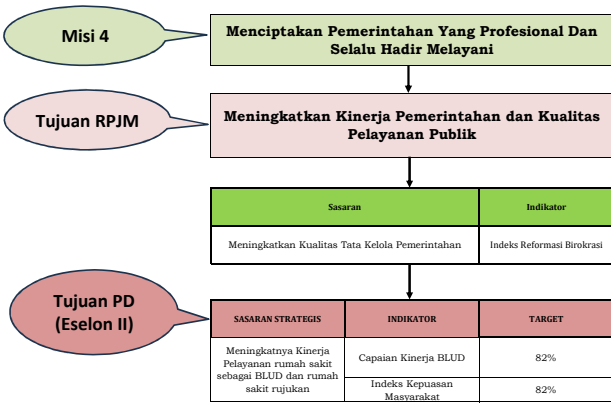 Misi 4
Menciptakan Pemerintahan Yang Profesional Dan
Selalu Hadir Melayani
Tujuan RPJM
Meningkatkan Kinerja Pemerintahan dan Kualitas
Pelayanan Publik
Sasaran
Indikator
Meningkatkan Kualitas Tata Kelola Pemerintahan
Indeks Reformasi Birokrasi
Tujuan PD
(Eselon II)
SASARAN STRATEGIS
INDIKATOR
TARGET
Meningkatnya Kinerja
Pelayanan rumah sakit
sebagai BLUD dan rumah
sakit rujukan
Capaian Kinerja BLUD
82%
Indeks Kepuasan
Masyarakat
82%